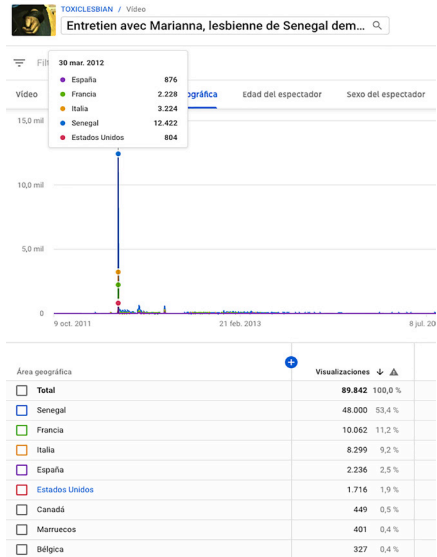 TOXICLESBIAN / Vídeo
Entretien avec Marianna, lesbienne de Senegal dem...
30 mar. 2012
España 876
Francia 2.228
Italia 3.224
Senegal 12.422
Estados Unidos 804
Vídeo Edad del espectador Sexo del espectador
15,0 mil
10,0 mil
5,0 mil
0
9 oct. 2011 21 feb. 2013 8 jul. 20
Área geográfica Visualizaciones
Total 89.842 100,0 %
Senegal 48.000 53,4 %
Francia 10.062 11,2 %
Italia 8.299 9,2 %
España 2.236 2,5 %
Estados Unidos 1.716 1,9 %
Canadá 449 0,5 %
Marruecos 401 0,4 %
Bélgica 327 0,4 %